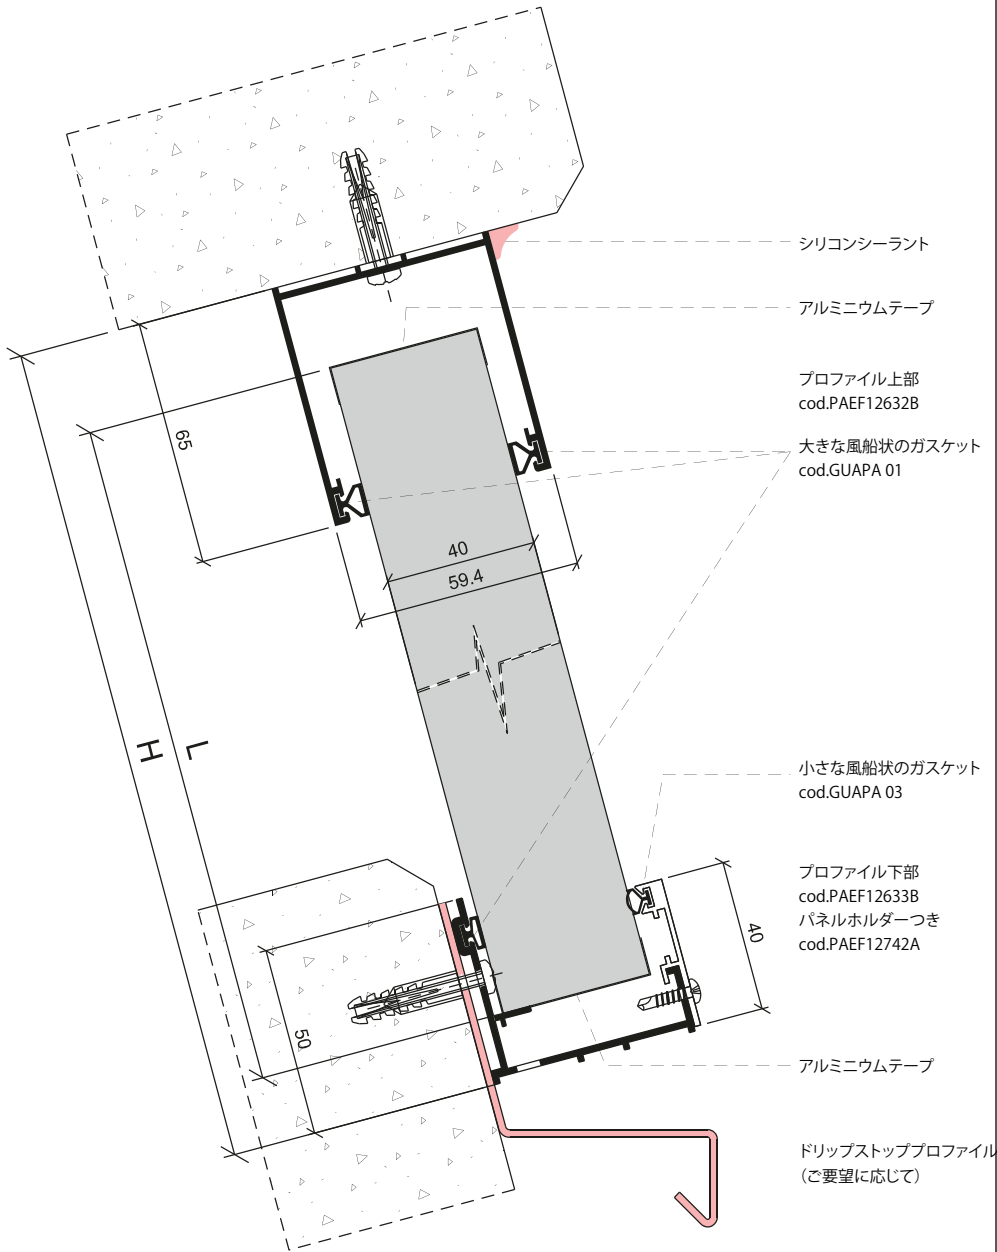 シリコンシーラント
アルミニウムテープ
プロファイル上部
cod.PAEF12632B
大きな風船状のガスケット
cod.GUAPA 01
65
40
59.4
H
L
小さな風船状のガスケット
cod.GUAPA 03
プロファイル下部
cod.PAEF12633B
パネルホルダーつき
cod.PAEF12742A
40
50
アルミニウムテープ
ドリップストッププロファイル
（ご要望に応じて）